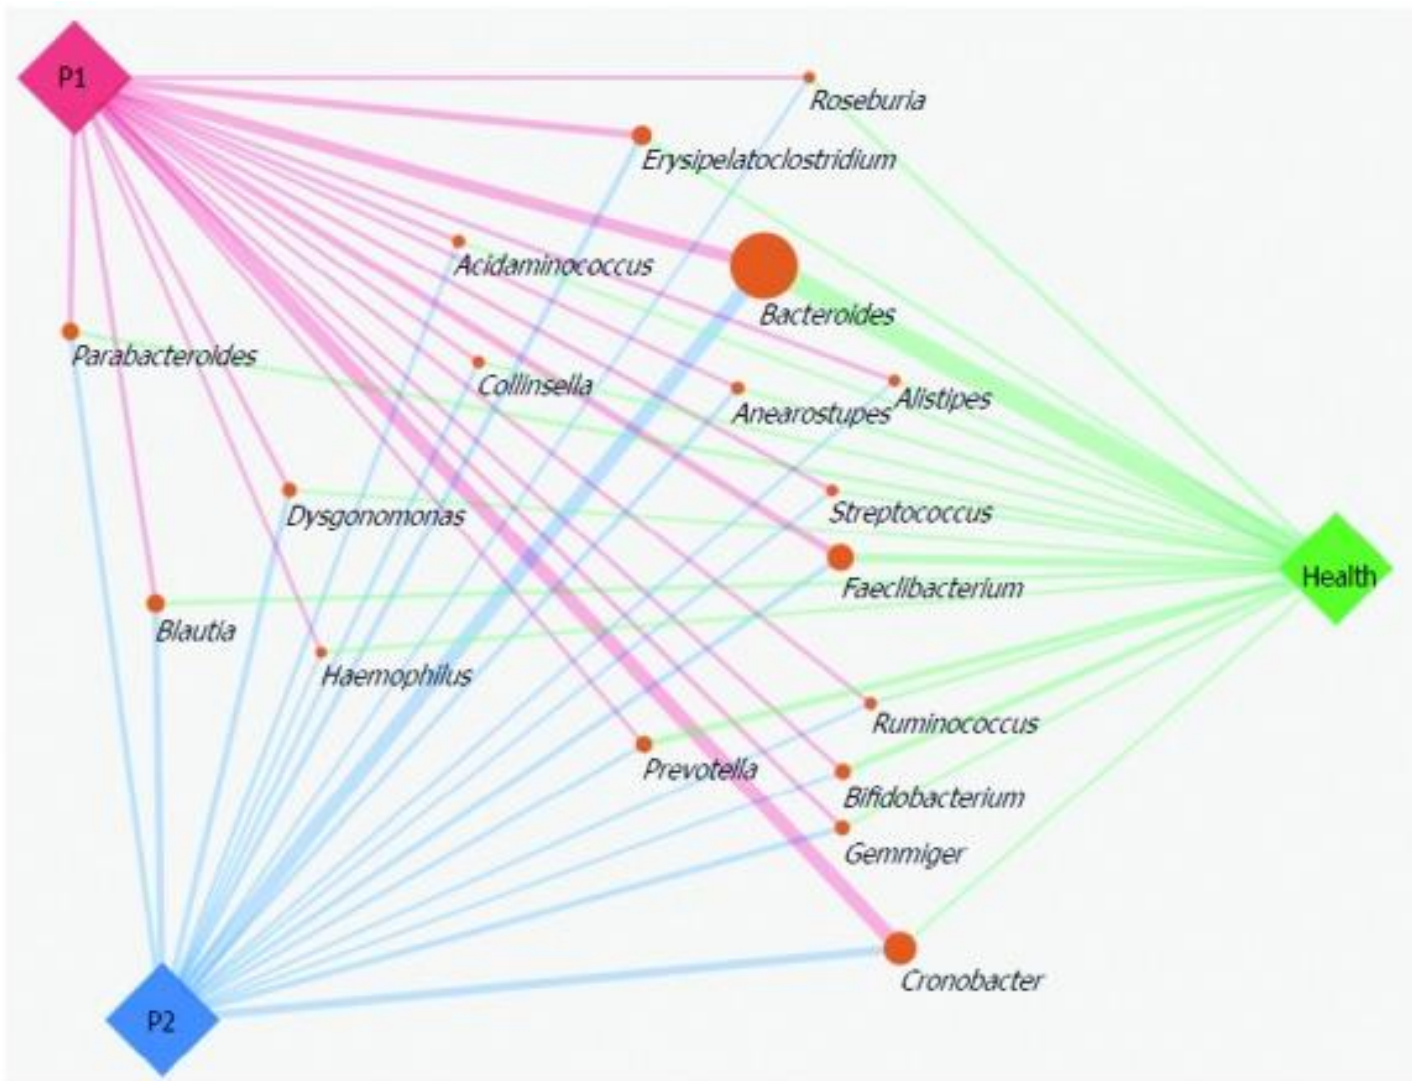 P1
Roseburia
Erysipelatoclostridium
Acidaminococcus
Bacteroides
Parabacteroides
Collinsella
Anearostupes
Alistipes
Dysgonomonas
Streptococcus
Health
Faeclibacterium
Blautia
Haemophilus
Ruminococcus
Prevotella
Bifidobacterium
Gemmiger
Cronobacter
P2